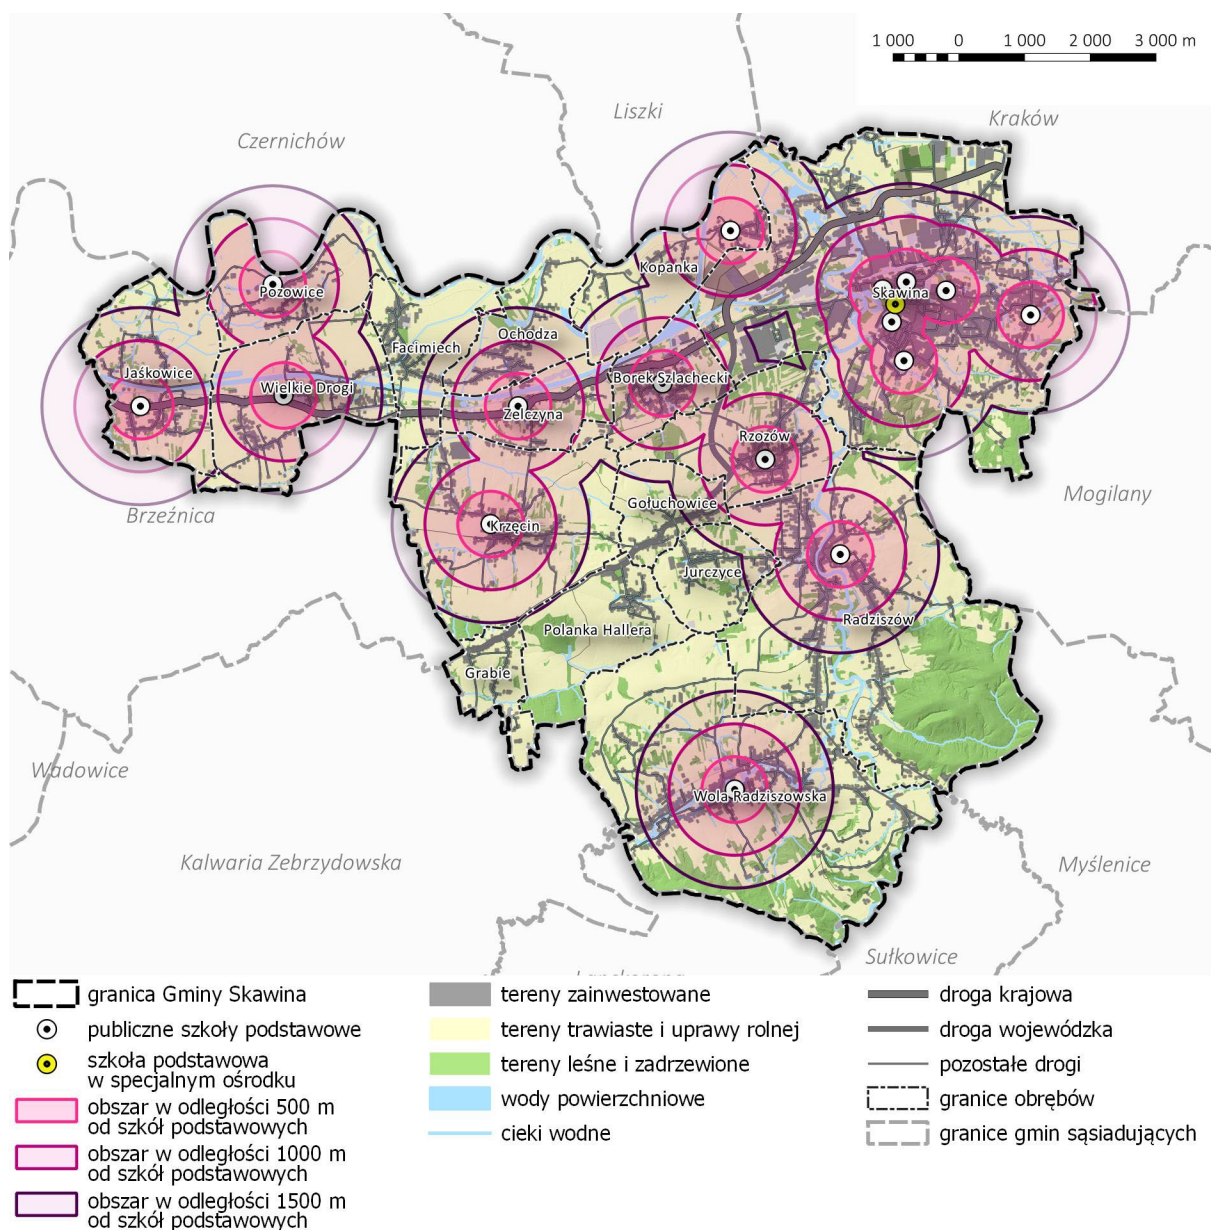 1 000 0 1 000 2 000 3 000 m
Liszki
Kraków
Czernichów
Kopanka
Pozowice
Skawina
Ochodza
Facimiech
Jaśkowice
Wielkie Drogi
Borek Szlachecki
Zelczyna
Rzozów
Mogilany
Gołuchowice
Brzeźnica
Krzęcin
Jurczyce
Radziszów
Polanka Hallera
Grabie
Wadowice
Wola Radziszowska
Kalwaria Zebrzydowska
Myślenice
Sułkowice
granica Gminy Skawina
publiczne szkoły podstawowe
szkoła podstawowa
w specjalnym ośrodku
obszar w odległości 500 m
od szkół podstawowych
obszar w odległości 1000 m
od szkół podstawowych
obszar w odległości 1500 m
od szkół podstawowych
tereny zainwestowane
tereny trawiaste i uprawy rolnej
tereny leśne i zadrzewione
wody powierzchniowe
cieki wodne
droga krajowa
droga wojewódzka
pozostałe drogi
granice obrębów
granice gmin sąsiadujących